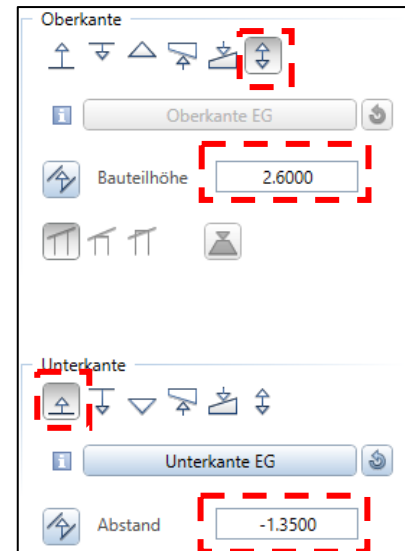 Oberkante
Oberkante EG
Bauteilhöhe 2.6000
Unterkante
Unterkante EG
Abstand -1.3500